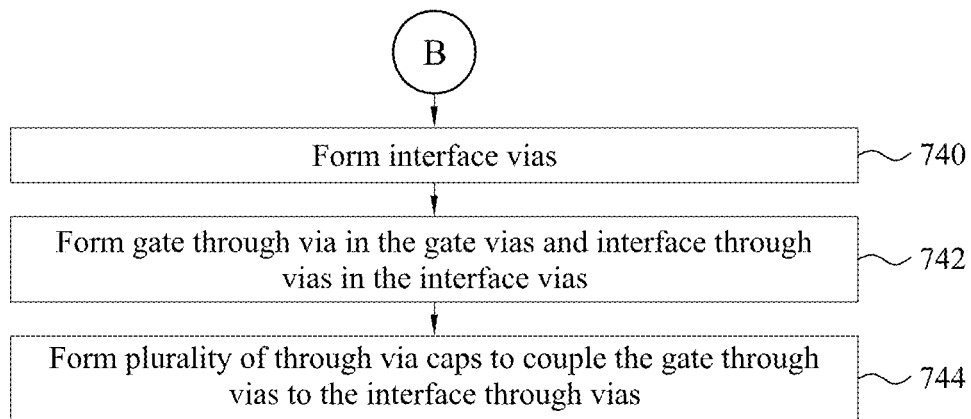 B
Form interface vias
740
Form gate through via in the gate vias and interface through
vias in the interface vias
742
Form plurality of through via caps to couple the gate through
vias to the interface through vias
744